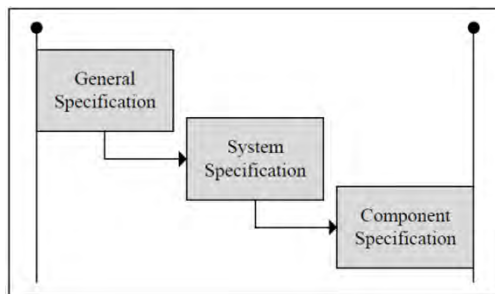 General
Specification
System
Specification
Component
Specification